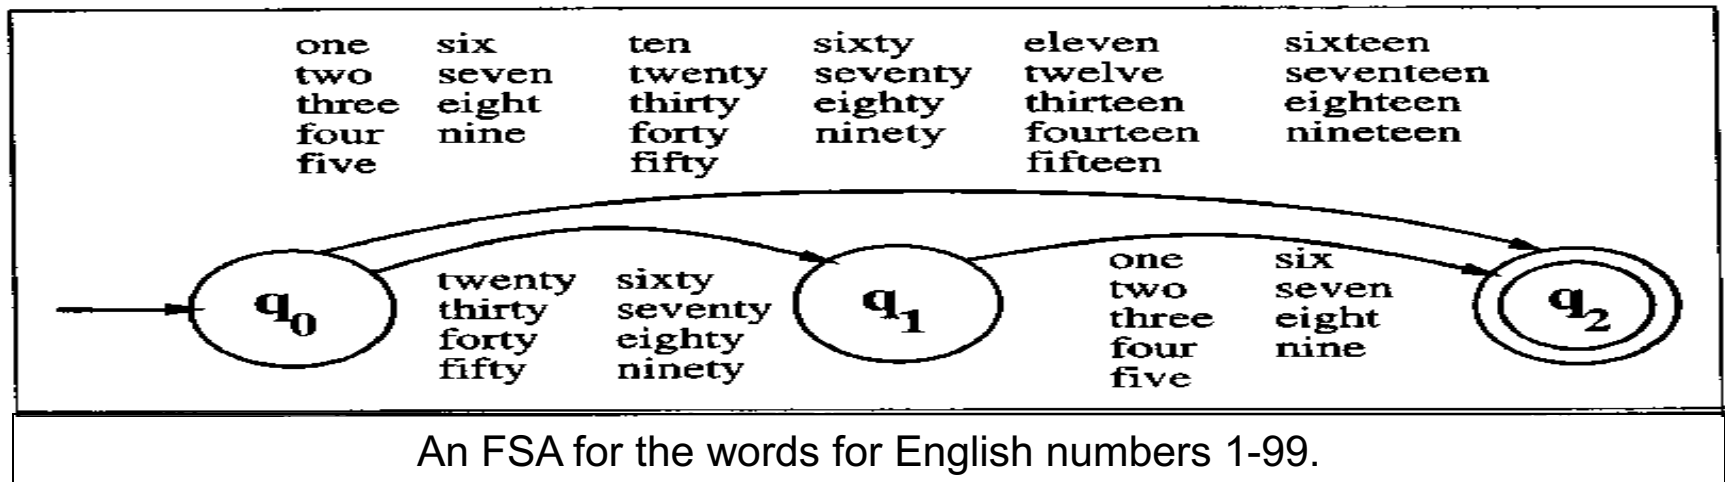 one six ten sixty eleven sixteen
two seven twenty seventy twelve seventeen
three eight thirty eighty thirteen eighteen
four nine forty ninety fourteen nineteen
five fifty fifteen
q0 q1 q2
twenty sixty
thirty seventy
forty eighty
fifty ninety
one six
two seven
three eight
four nine
five
An FSA for the words for English numbers 1-99.